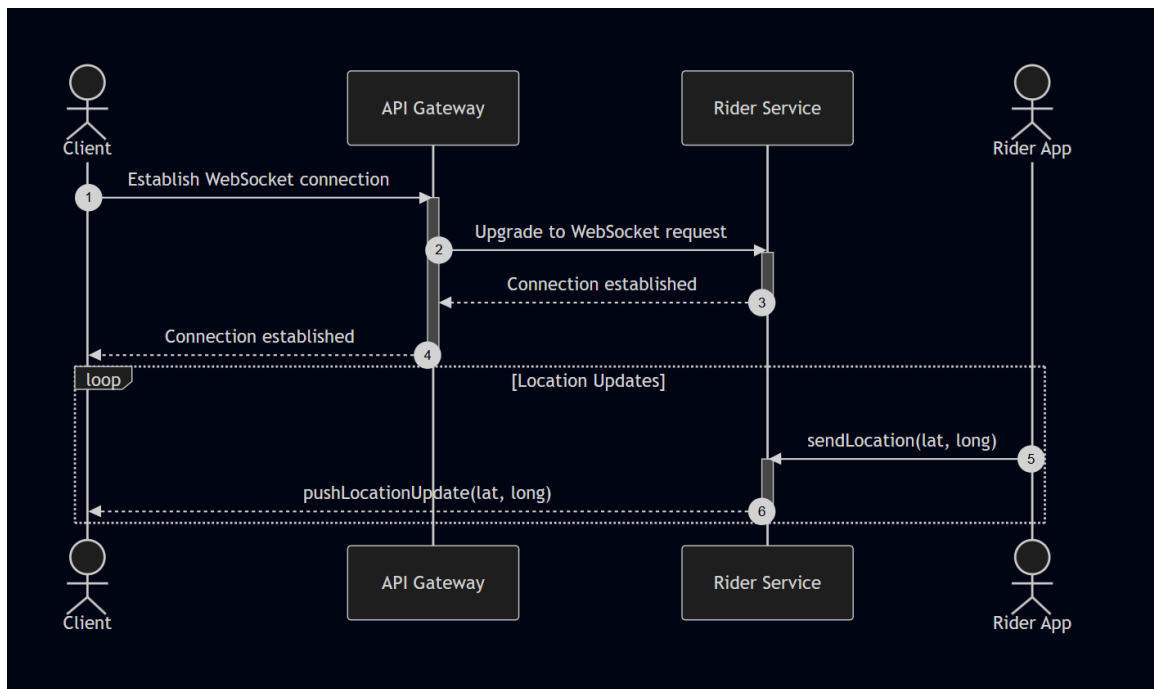 Client
API Gateway
Rider Service
Rider App
1
Establish WebSocket connection
2
Upgrade to WebSocket request
Connection established
3
Connection established
4
loop
[Location Updates]
sendLocation(lat, long)
5
pushLocationUpdate(lat, long)
6
Client
API Gateway
Rider Service
Rider App